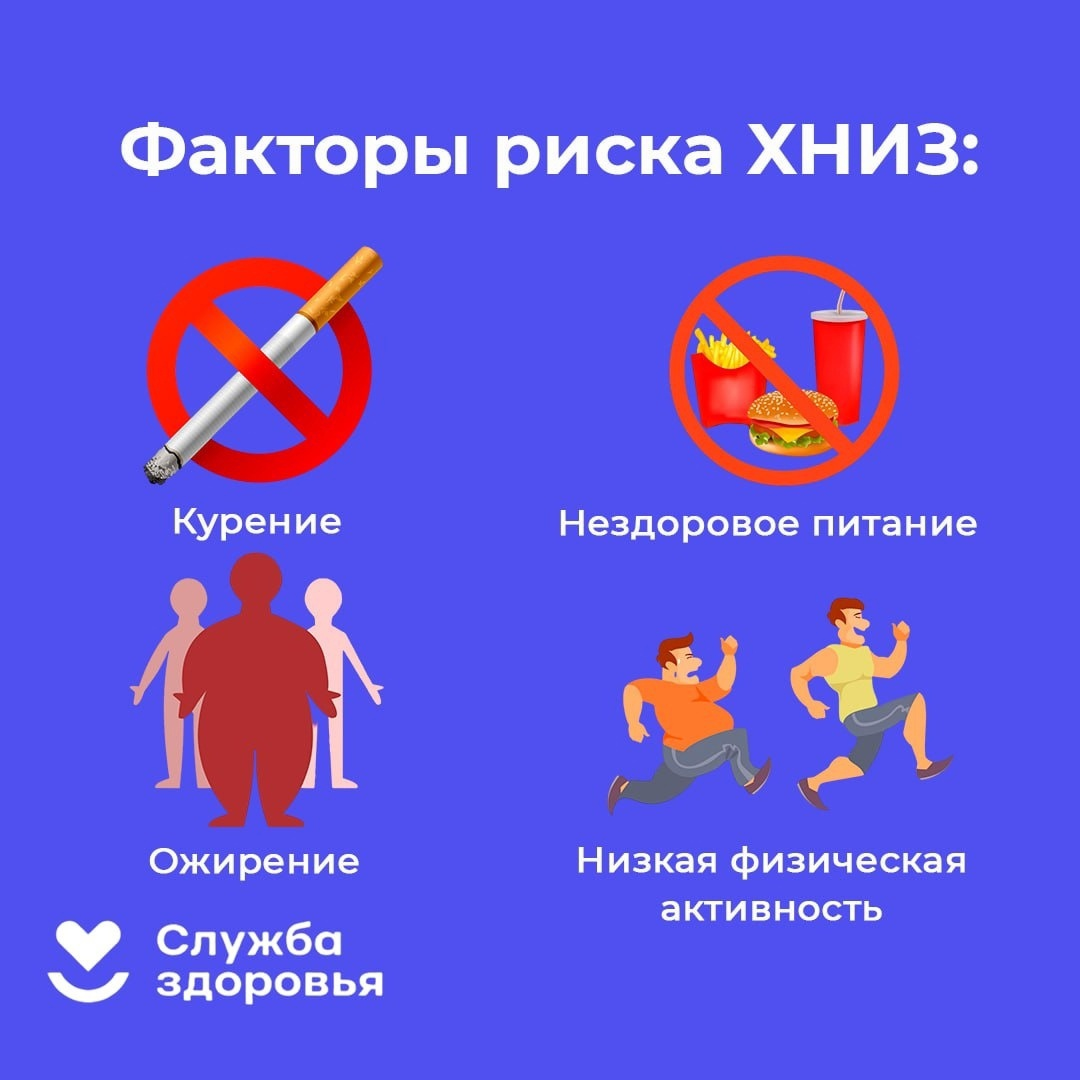 Факторы риска ХНИЗ:
Курение
Нездоровое питание
Ожирение
Низкая физическая
активность
Служба
здоровья